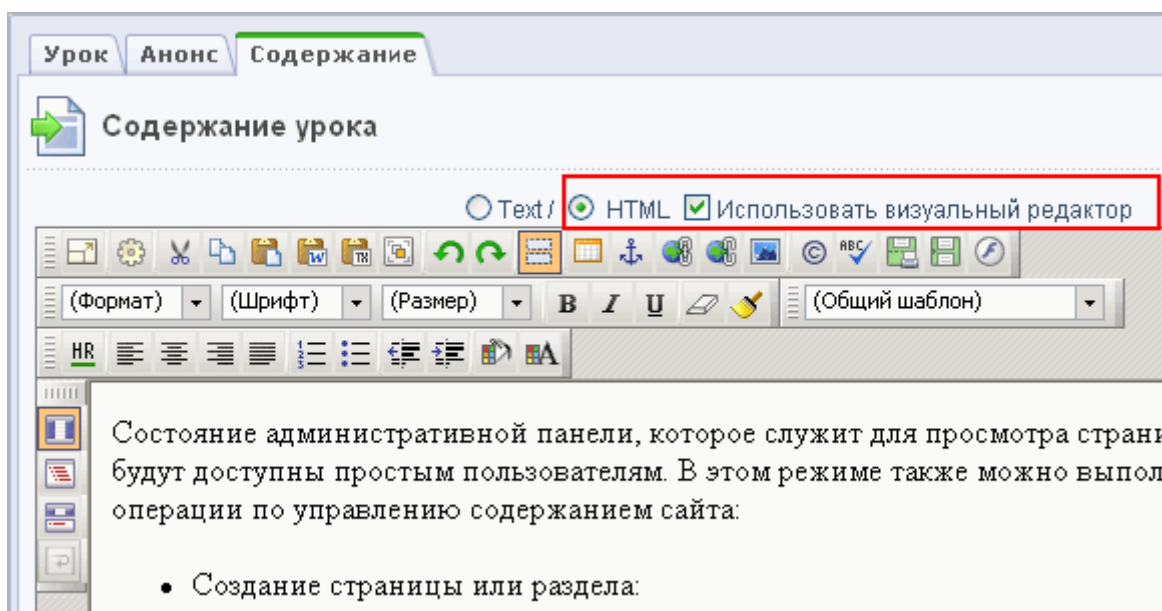 Урок Анонс Содержание
Содержание урока
Text / HTML Использовать визуальный редактор
ABC
(Формат) (Шрифт) (Размер) B I U (Общий шаблон)
HR A
Состояние административной панели, которое служит для просмотра страни
будут доступны простым пользователям. В этом режиме также можно выпол
операции по управлению содержанием сайта:
• Создание страницы или раздела: